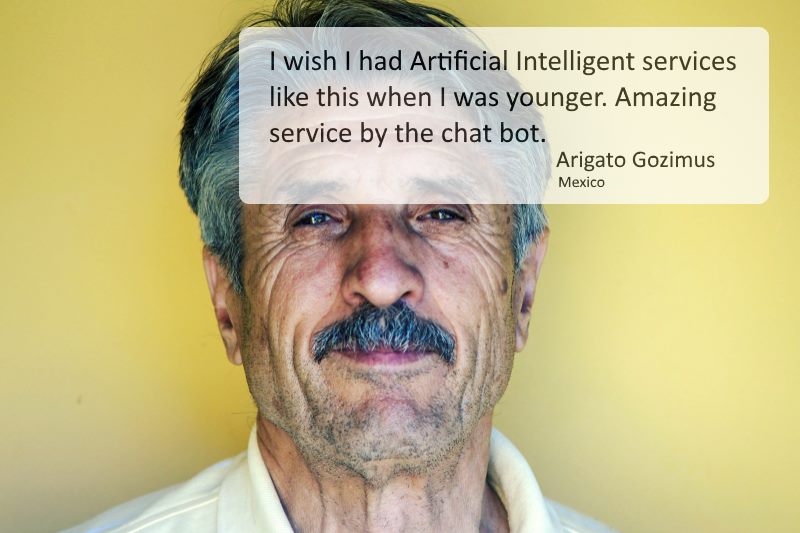 I wish I had Artificial Intelligent services
like this when I was younger. Amazing
service by the chat bot.
Arigato Gozimus
Mexico